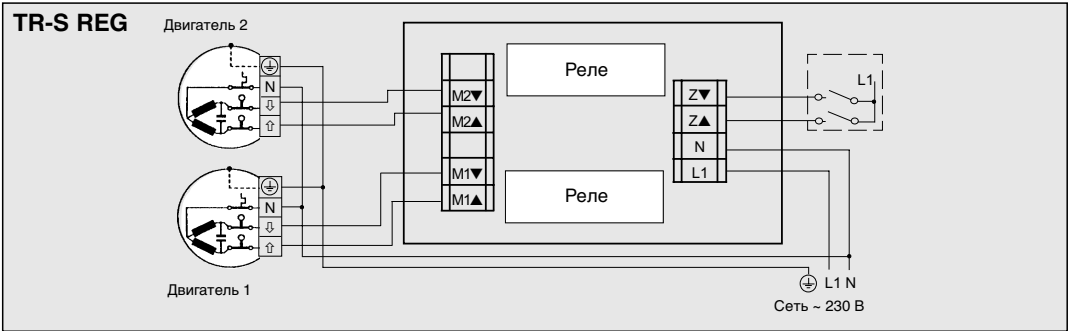 TR-S REG
Двигатель 2
N
⇩
⇧
M2▼
M2▲
M1▼
M1▲
Реле
Реле
Z▼
Z▲
N
L1
L1
N
⇩
⇧
Двигатель 1
L1 N
Сеть ~ 230 В